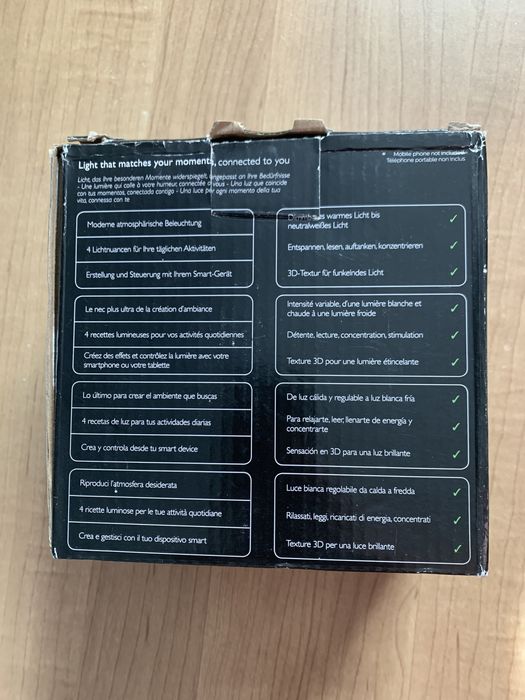 Light that matches your moments, connected to you
* Mobile phone not included
Téléphone portable non inclus
Licht, das Ihre besonderen Momente widerspiegelt, angepasst an Ihre Bedürfnisse
- Une lumière qui colle à votre humeur, connectée à vous - Una luz que coincide
con tus momentos, conectada contigo - Una luce per ogni momento della tua
vita, connessa con te
Moderne atmosphärische Beleuchtung
4 Lichtnuancen für Ihre täglichen Aktivitäten
Erstellung und Steuerung mit Ihrem Smart-Gerät
warmes Licht bis
neutralweißes Licht
Entspannen, lesen, auftanken, konzentrieren
3D-Textur für funkelndes Licht
Le nec plus ultra de la création d'ambiance
4 recettes lumineuses pour vos activités quotidiennes
Créez des effets et contrôlez la lumière avec votre
smartphone ou votre tablette
Intensité variable, d'une lumière blanche et
chaude à une lumière froide
Détente, lecture, concentration, stimulation
Texture 3D pour une lumière étincelante
Lo último para crear el ambiente que buscas
4 recetas de luz para tus actividades diarias
Crea y controla desde tu smart device
De luz cálida y regulable a luz blanca fría
Para relajarte, leer, llenarte de energía y
concentrarte
Sensación en 3D para una luz brillante
Riproduci l'atmosfera desiderata
4 ricette luminose per le tue attività quotidiane
Crea e gestisci con il tuo dispositivo smart
Luce bianca regolabile da calda a fredda
Rilassati, leggi, ricaricati di energia, concentrati
Texture 3D per una luce brillante